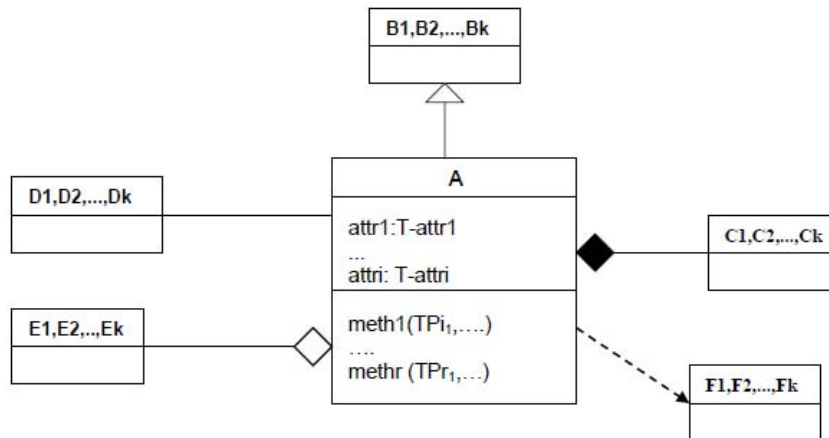 B1,B2,...,Bk
A
D1,D2,...,Dk
attr1:T-attr1
...
attri: T-attri
C1,C2,...,Ck
E1,E2,..,Ek
meth1(TPi₁,….)
….
methr (TPr₁,…)
F1,F2,...,Fk